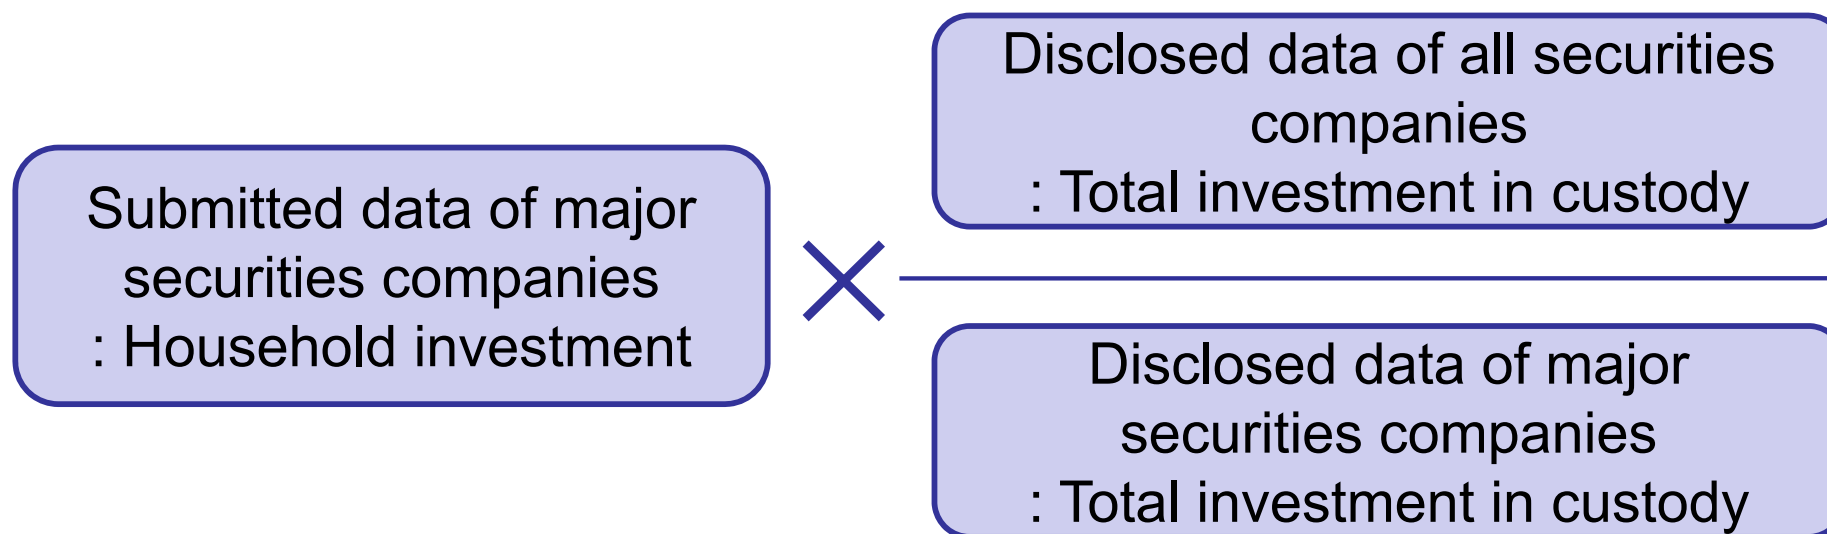 Submitted data of major
securities companies
: Household investment
×
Disclosed data of all securities
companies
: Total investment in custody
Disclosed data of major
securities companies
: Total investment in custody